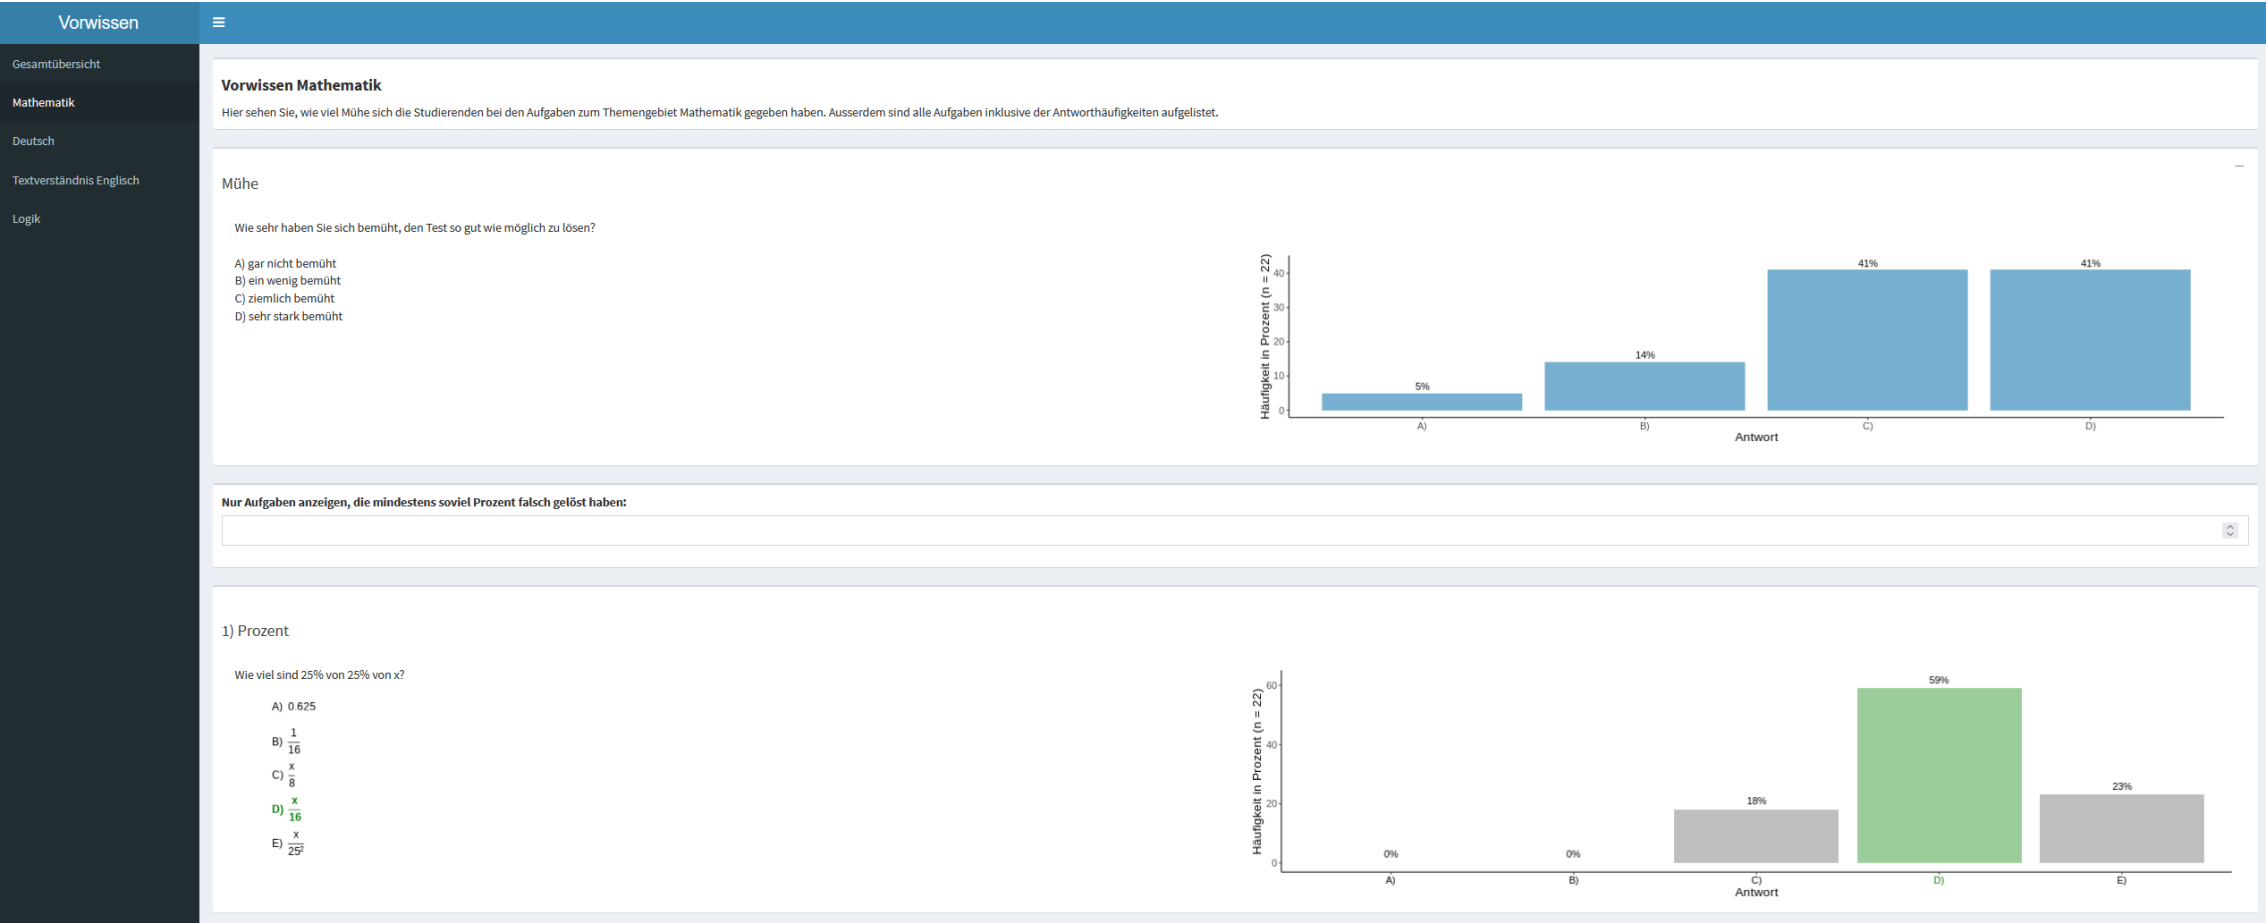 Vorwissen
Gesamtübersicht
Mathematik
Deutsch
Textverständnis Englisch
Logik
Vorwissen Mathematik
Hier sehen Sie, wie viel Mühe sich die Studierenden bei den Aufgaben zum Themengebiet Mathematik gegeben haben. Ausserdem sind alle Aufgaben inklusive der Antworthäufigkeiten aufgelistet.
Mühe
Wie sehr haben Sie sich bemüht, den Test so gut wie möglich zu lösen?
A) gar nicht bemüht
B) ein wenig bemüht
C) ziemlich bemüht
D) sehr stark bemüht
Häufigkeit in Prozent (n = 22)
40
30
20
10
0
5%
14%
41%
41%
A)
B)
C)
D)
Antwort
Nur Aufgaben anzeigen, die mindestens soviel Prozent falsch gelöst haben:
1) Prozent
Wie viel sind 25% von 25% von x?
A) 0.625
B) 1/16
C) x/8
D) x/16
E) x/25²
Häufigkeit in Prozent (n = 22)
60
40
20
0
0%
0%
18%
59%
23%
A)
B)
C)
D)
E)
Antwort